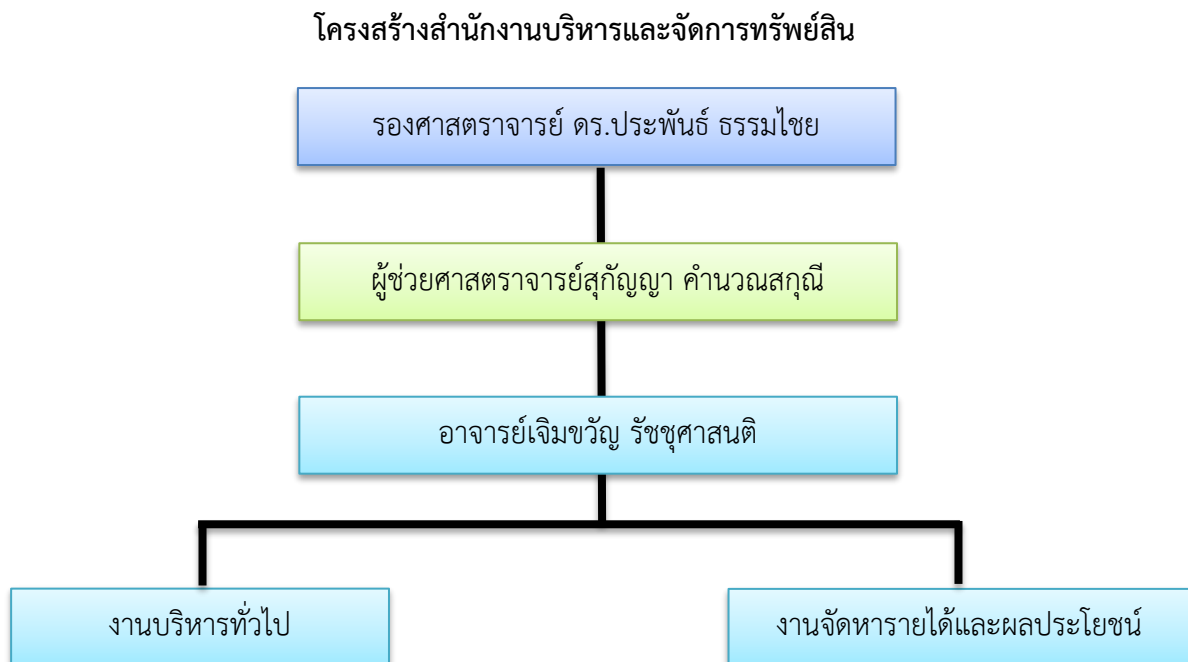 โครงสร้างสำนักงานบริหารและจัดการทรัพย์สิน
รองศาสตราจารย์ ดร.ประพันธ์ ธรรมไชย
ผู้ช่วยศาสตราจารย์สุกัญญา คำนวณสกุณี
อาจารย์เจิมขวัญ รัชชุศาสนติ
งานบริหารทั่วไป
งานจัดหารายได้และผลประโยชน์